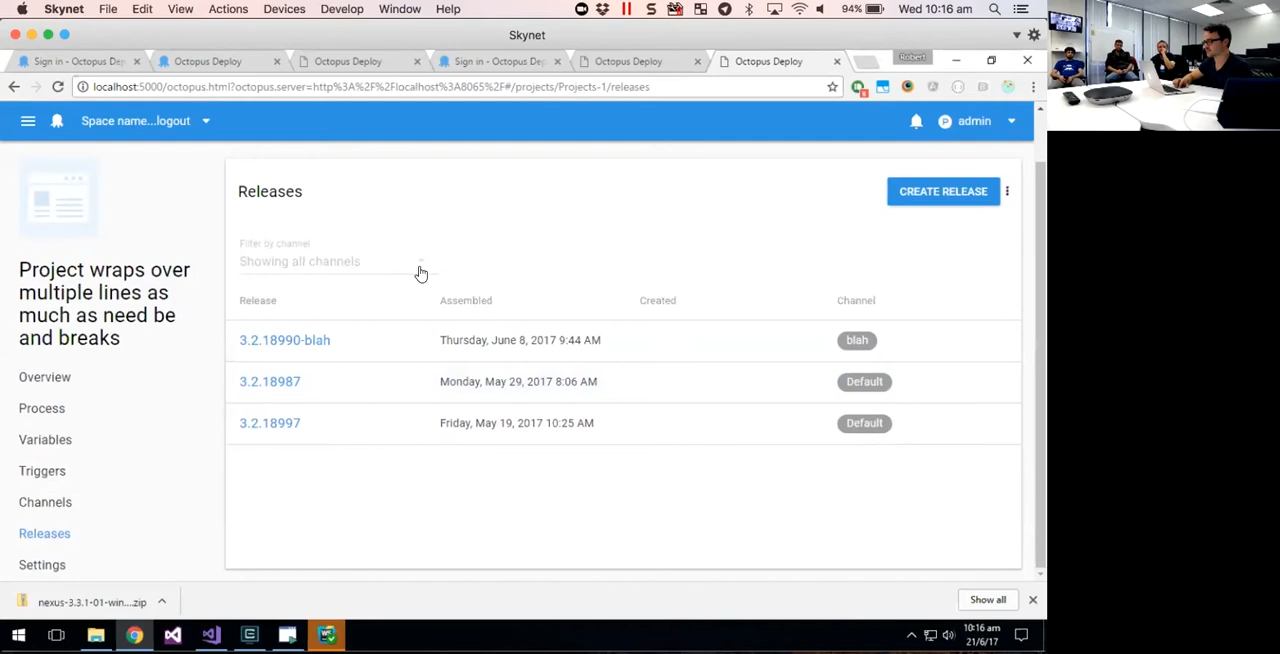 Skynet File Edit View Actions Devices Develop Window Help 94% Wed 10:16 am
Skynet
Sign in - Octopus Dep Octopus Deploy Octopus Deploy Sign in - Octopus Dep Octopus Deploy Octopus Deploy Robert
localhost:5000/octopus.html?octopus.server=http%3A%2F%2Flocalhost%3A8065%2F#/projects/Projects-1/releases
Space name...logout admin
Releases
CREATE RELEASE
Filter by channel
Showing all channels
Release Assembled Created Channel
3.2.18990-blah Thursday, June 8, 2017 9:44 AM blah
3.2.18987 Monday, May 29, 2017 8:06 AM Default
3.2.18997 Friday, May 19, 2017 10:25 AM Default
Project wraps over
multiple lines as
much as need be
and breaks
Overview
Process
Variables
Triggers
Channels
Releases
Settings
nexus-3.3.1-01-win....zip
Show all
10:16 am
21/6/17